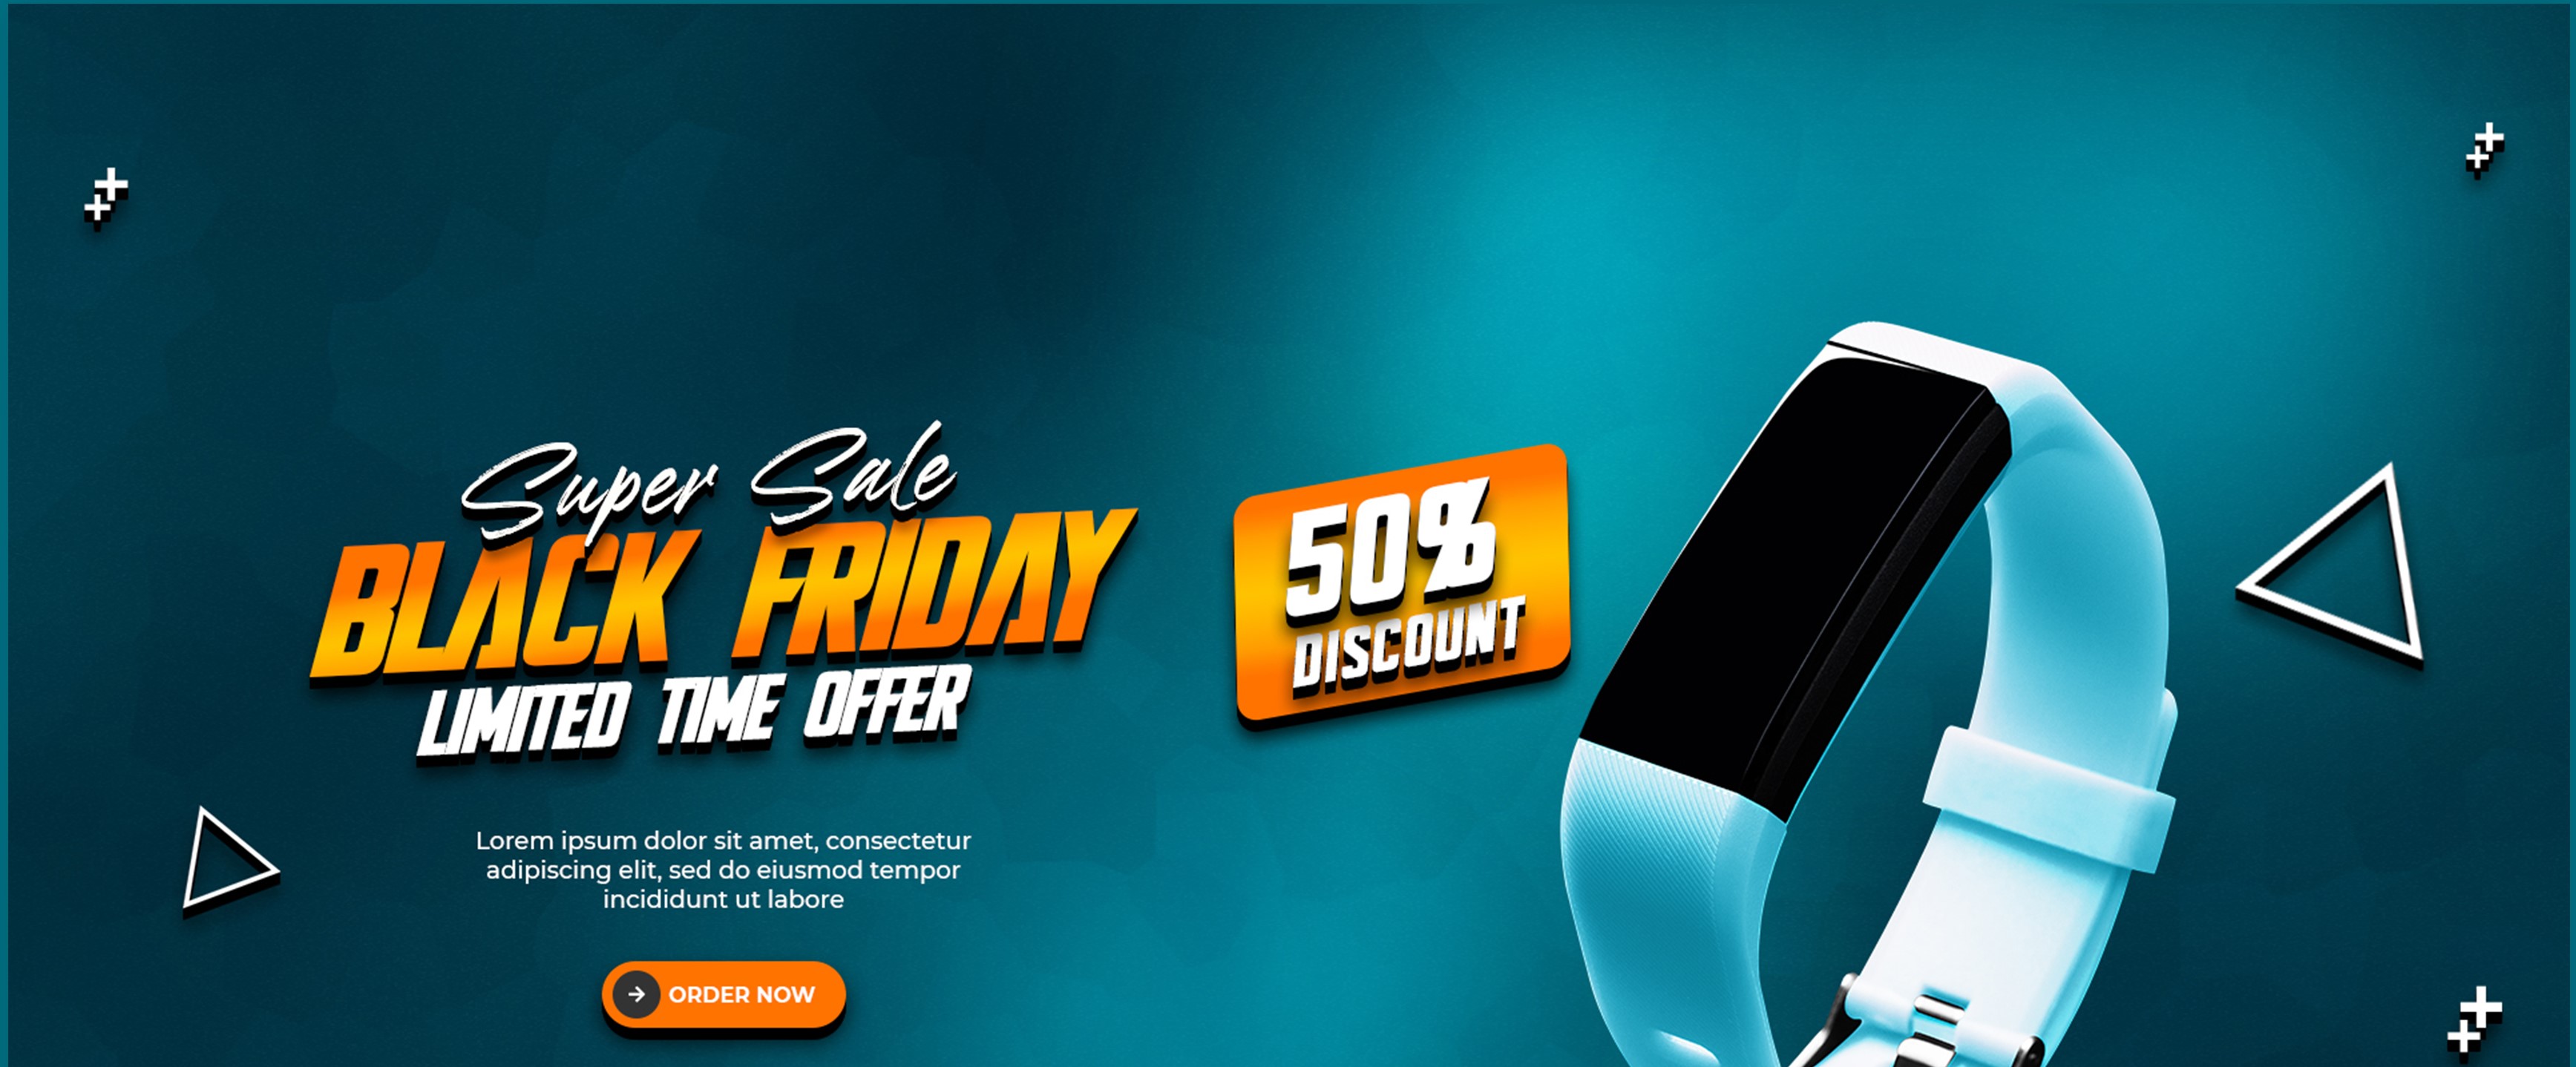 Super Sale
BLACK FRIDAY
LIMITED TIME OFFER
50%
DISCOUNT
Lorem ipsum dolor sit amet, consectetur
adipiscing elit, sed do eiusmod tempor
incididunt ut labore
ORDER NOW